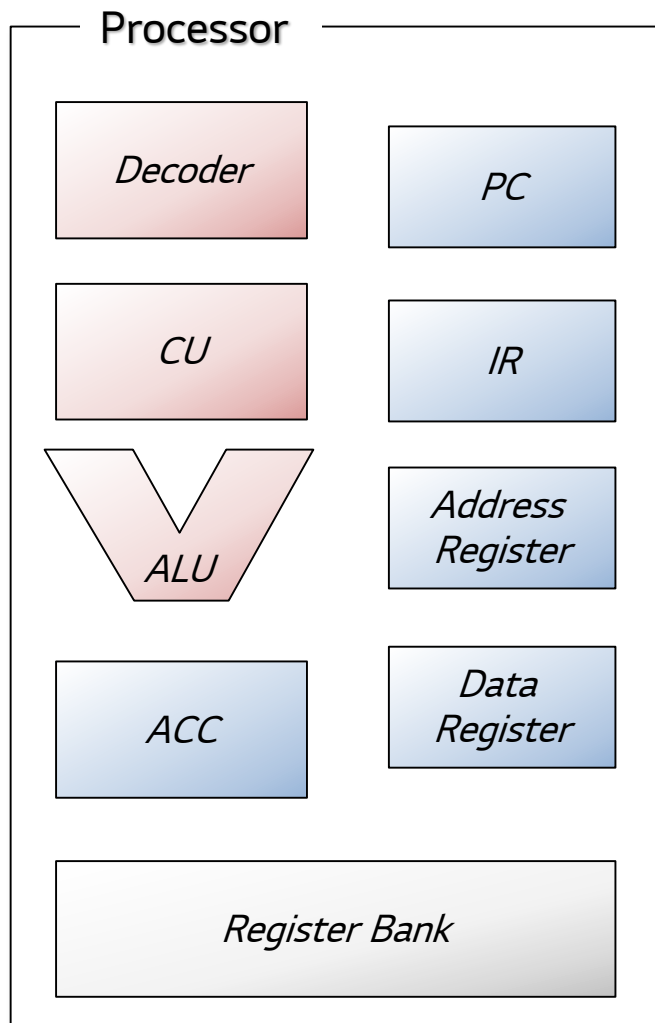 Processor
Decoder
PC
CU
IR
ALU
Address
Register
ACC
Data
Register
Register Bank